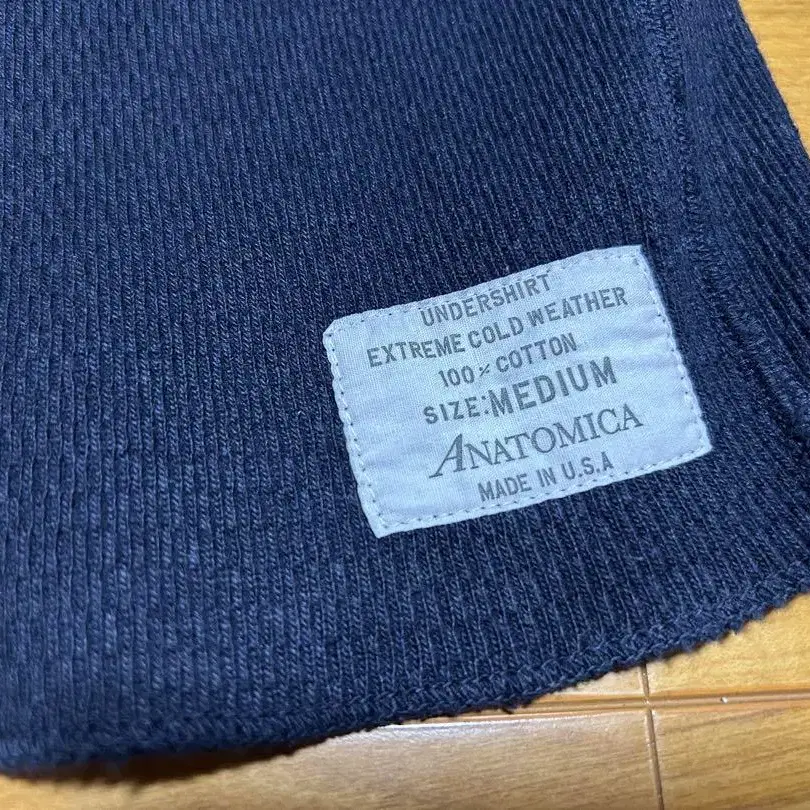 UNDERSHIRT
EXTREME COLD WEATHER
100% COTTON
SIZE:MEDIUM
ANATOMICA
MADE IN U.S.A